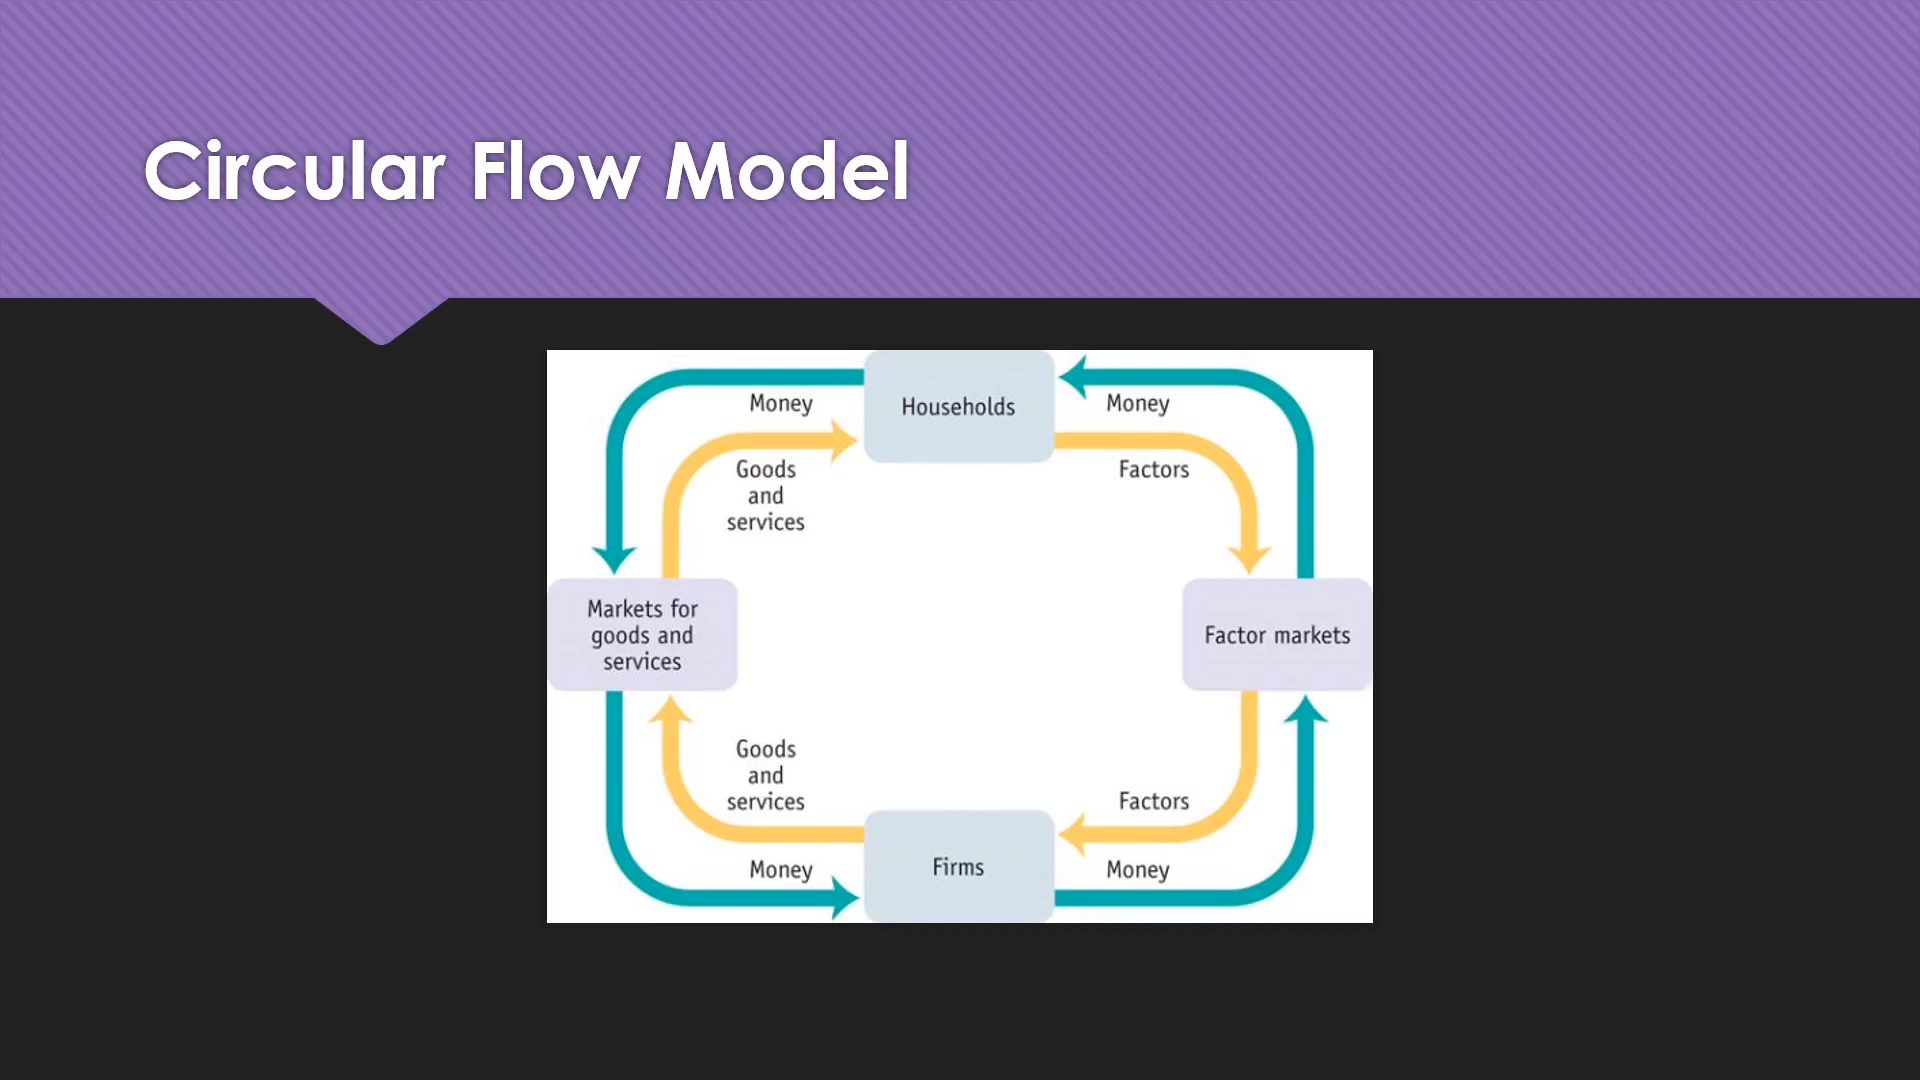 Circular Flow Model
Households
Money
Money
Goods
and
services
Factors
Markets for
goods and
services
Factor markets
Goods
and
services
Factors
Money
Firms
Money